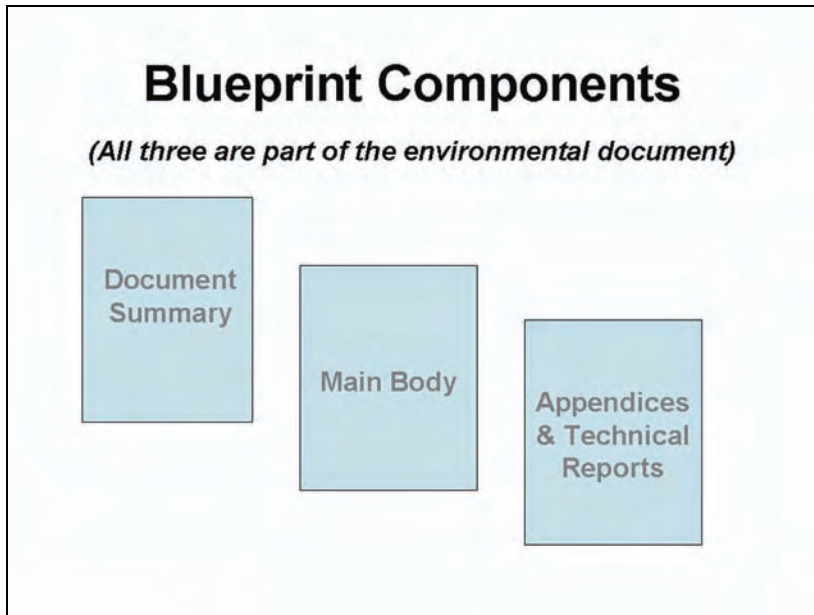 Blueprint Components
(All three are part of the environmental document)
Document
Summary
Main Body
Appendices
& Technical
Reports